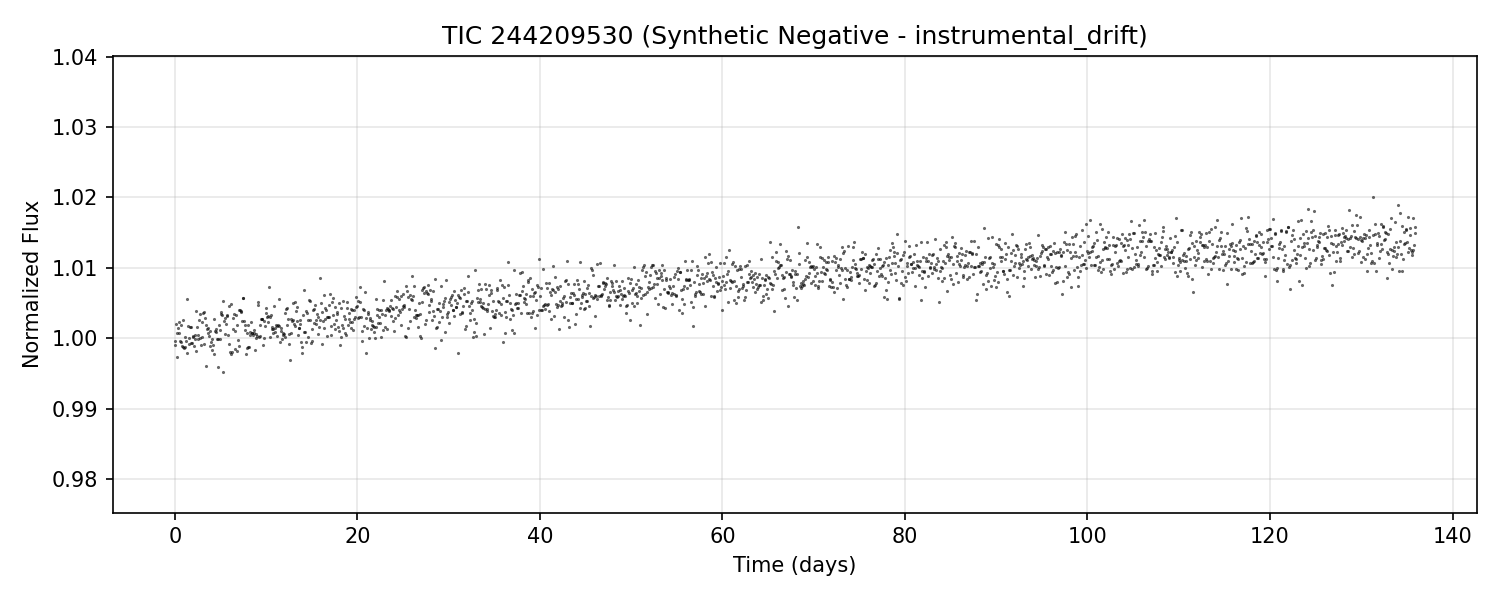 TIC 244209530 (Synthetic Negative - instrumental_drift)
Normalized Flux
1.04
1.03
1.02
1.01
1.00
0.99
0.98
0 20 40 60 80 100 120 140
Time (days)